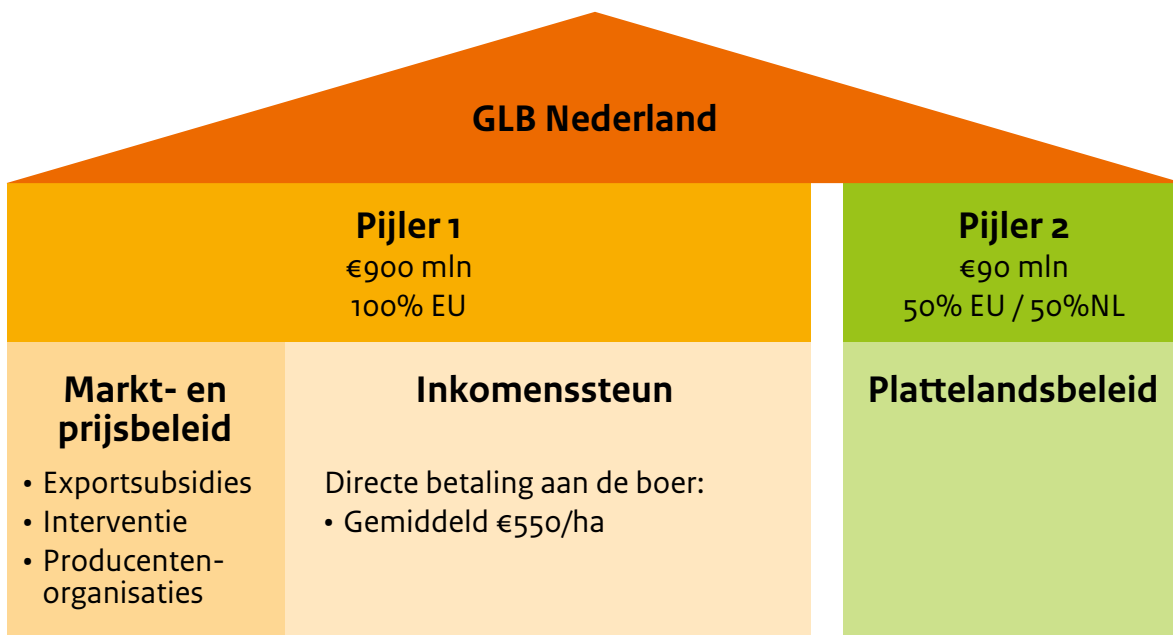 GLB Nederland
Pijler 1
€900 mln
100% EU
Pijler 2
€90 mln
50% EU / 50%NL
Markt- en
prijsbeleid
• Exportsubsidies
• Interventie
• Producenten-
organisaties
Inkomenssteun
Directe betaling aan de boer:
• Gemiddeld €550/ha
Plattelandsbeleid